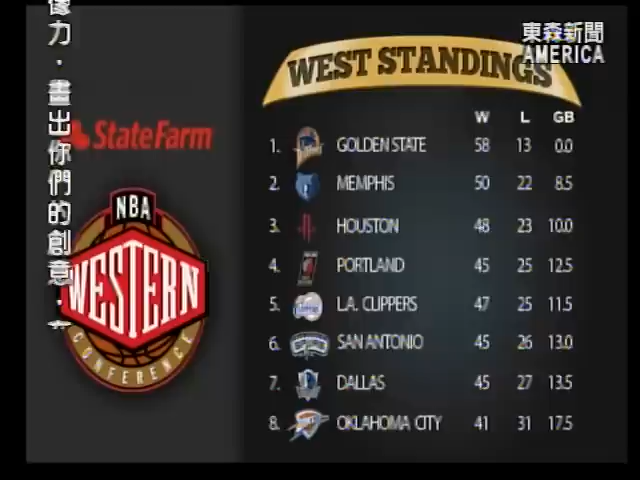 東森新聞
AMERICA
像力．畫出你們的創意．
WEST STANDINGS
StateFarm
NBA
WESTERN
CONFERENCE
W L GB
1. GOLDEN STATE 58 13 0.0
2. MEMPHIS 50 22 8.5
3. HOUSTON 48 23 10.0
4. PORTLAND 45 25 12.5
5. L.A. CLIPPERS 47 25 11.5
6. SAN ANTONIO 45 26 13.0
7. DALLAS 45 27 13.5
8. OKLAHOMA CITY 41 31 17.5